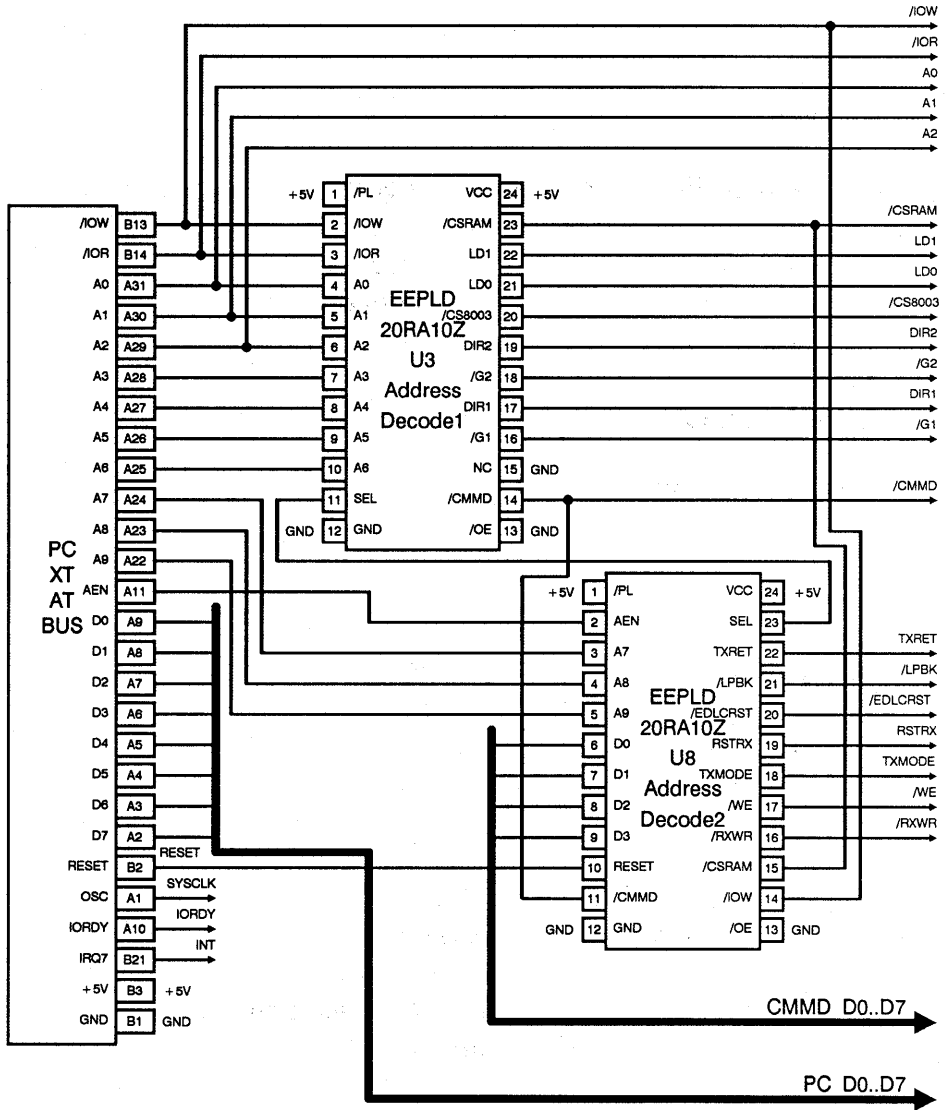 /IOW
/IOR
A0
A1
A2
+5V 1 /PL VCC 24 +5V
/IOW B13 2 /IOW /CSRAM 23 /CSRAM
/IOR B14 3 /IOR LD1 22 LD1
A0 A31 4 A0 LD0 21 LD0
A1 A30 5 A1 /CS8003 20 /CS8003
A2 A29 6 A2 DIR2 19 DIR2
A3 A28 7 A3 /G2 18 /G2
A4 A27 8 A4 DIR1 17 DIR1
A5 A26 9 A5 /G1 16 /G1
A6 A25 10 A6 NC 15 GND
A7 A24 11 SEL /CMMD 14 /CMMD
A8 A23 GND 12 GND /OE 13 GND
EEPLD
20RA10Z
U3
Address
Decode1
A9 A22
AEN A11
D0 A9
D1 A8
D2 A7
D3 A6
D4 A5
D5 A4
D6 A3
D7 A2
RESET B2 RESET
OSC A1 SYSCLK
IORDY A10 IORDY
IRQ7 B21 INT
+5V B3 +5V
GND B1 GND
PC
XT
AT
BUS
+5V 1 /PL VCC 24 +5V
2 AEN SEL 23
3 A7 TXRET 22 TXRET
4 A8 /LPBK 21 /LPBK
5 A9 /EDLCRST 20 /EDLCRST
6 D0 RSTRX 19 RSTRX
7 D1 TXMODE 18 TXMODE
8 D2 /WE 17 /WE
9 D3 /RXWR 16 /RXWR
10 RESET /CSRAM 15
11 /CMMD /IOW 14
GND 12 GND /OE 13 GND
EEPLD
20RA10Z
U8
Address
Decode2
CMMD D0..D7
PC D0..D7